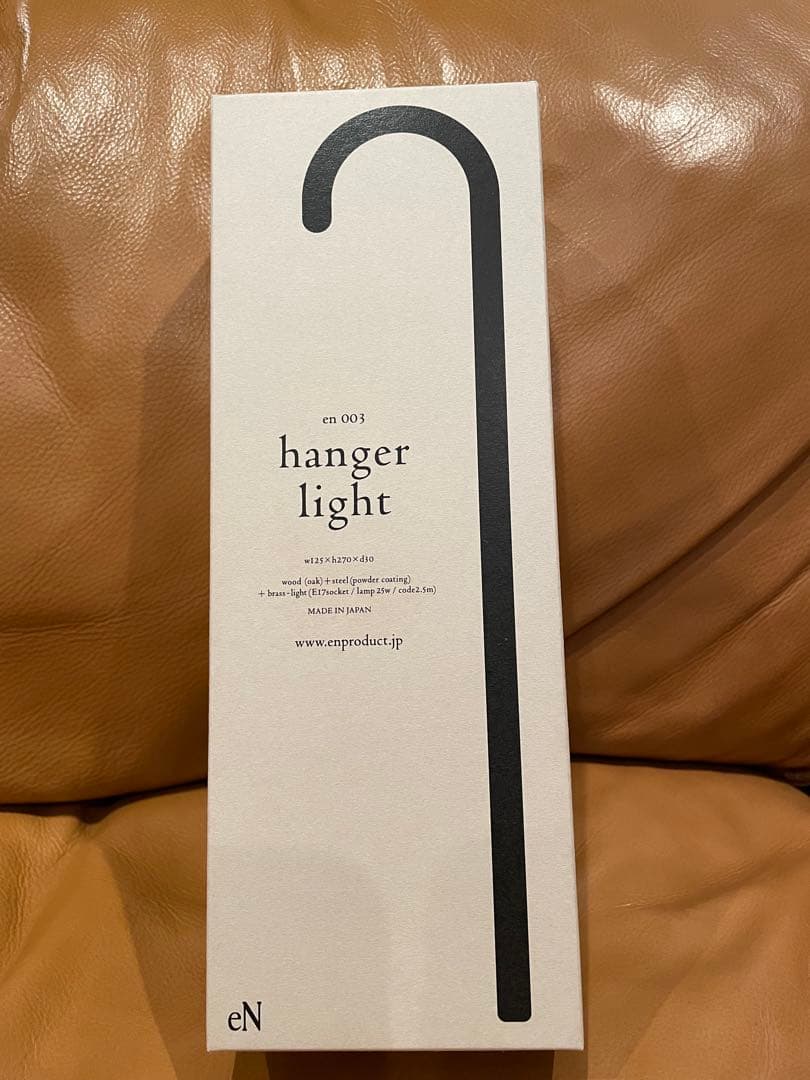 en 003
hanger
light
w125×h270×d30
wood (oak)+steel(powder coating)
+ brass-light(E17socket / lamp 25w / code2.5m)
MADE IN JAPAN
www.enproduct.jp
eN